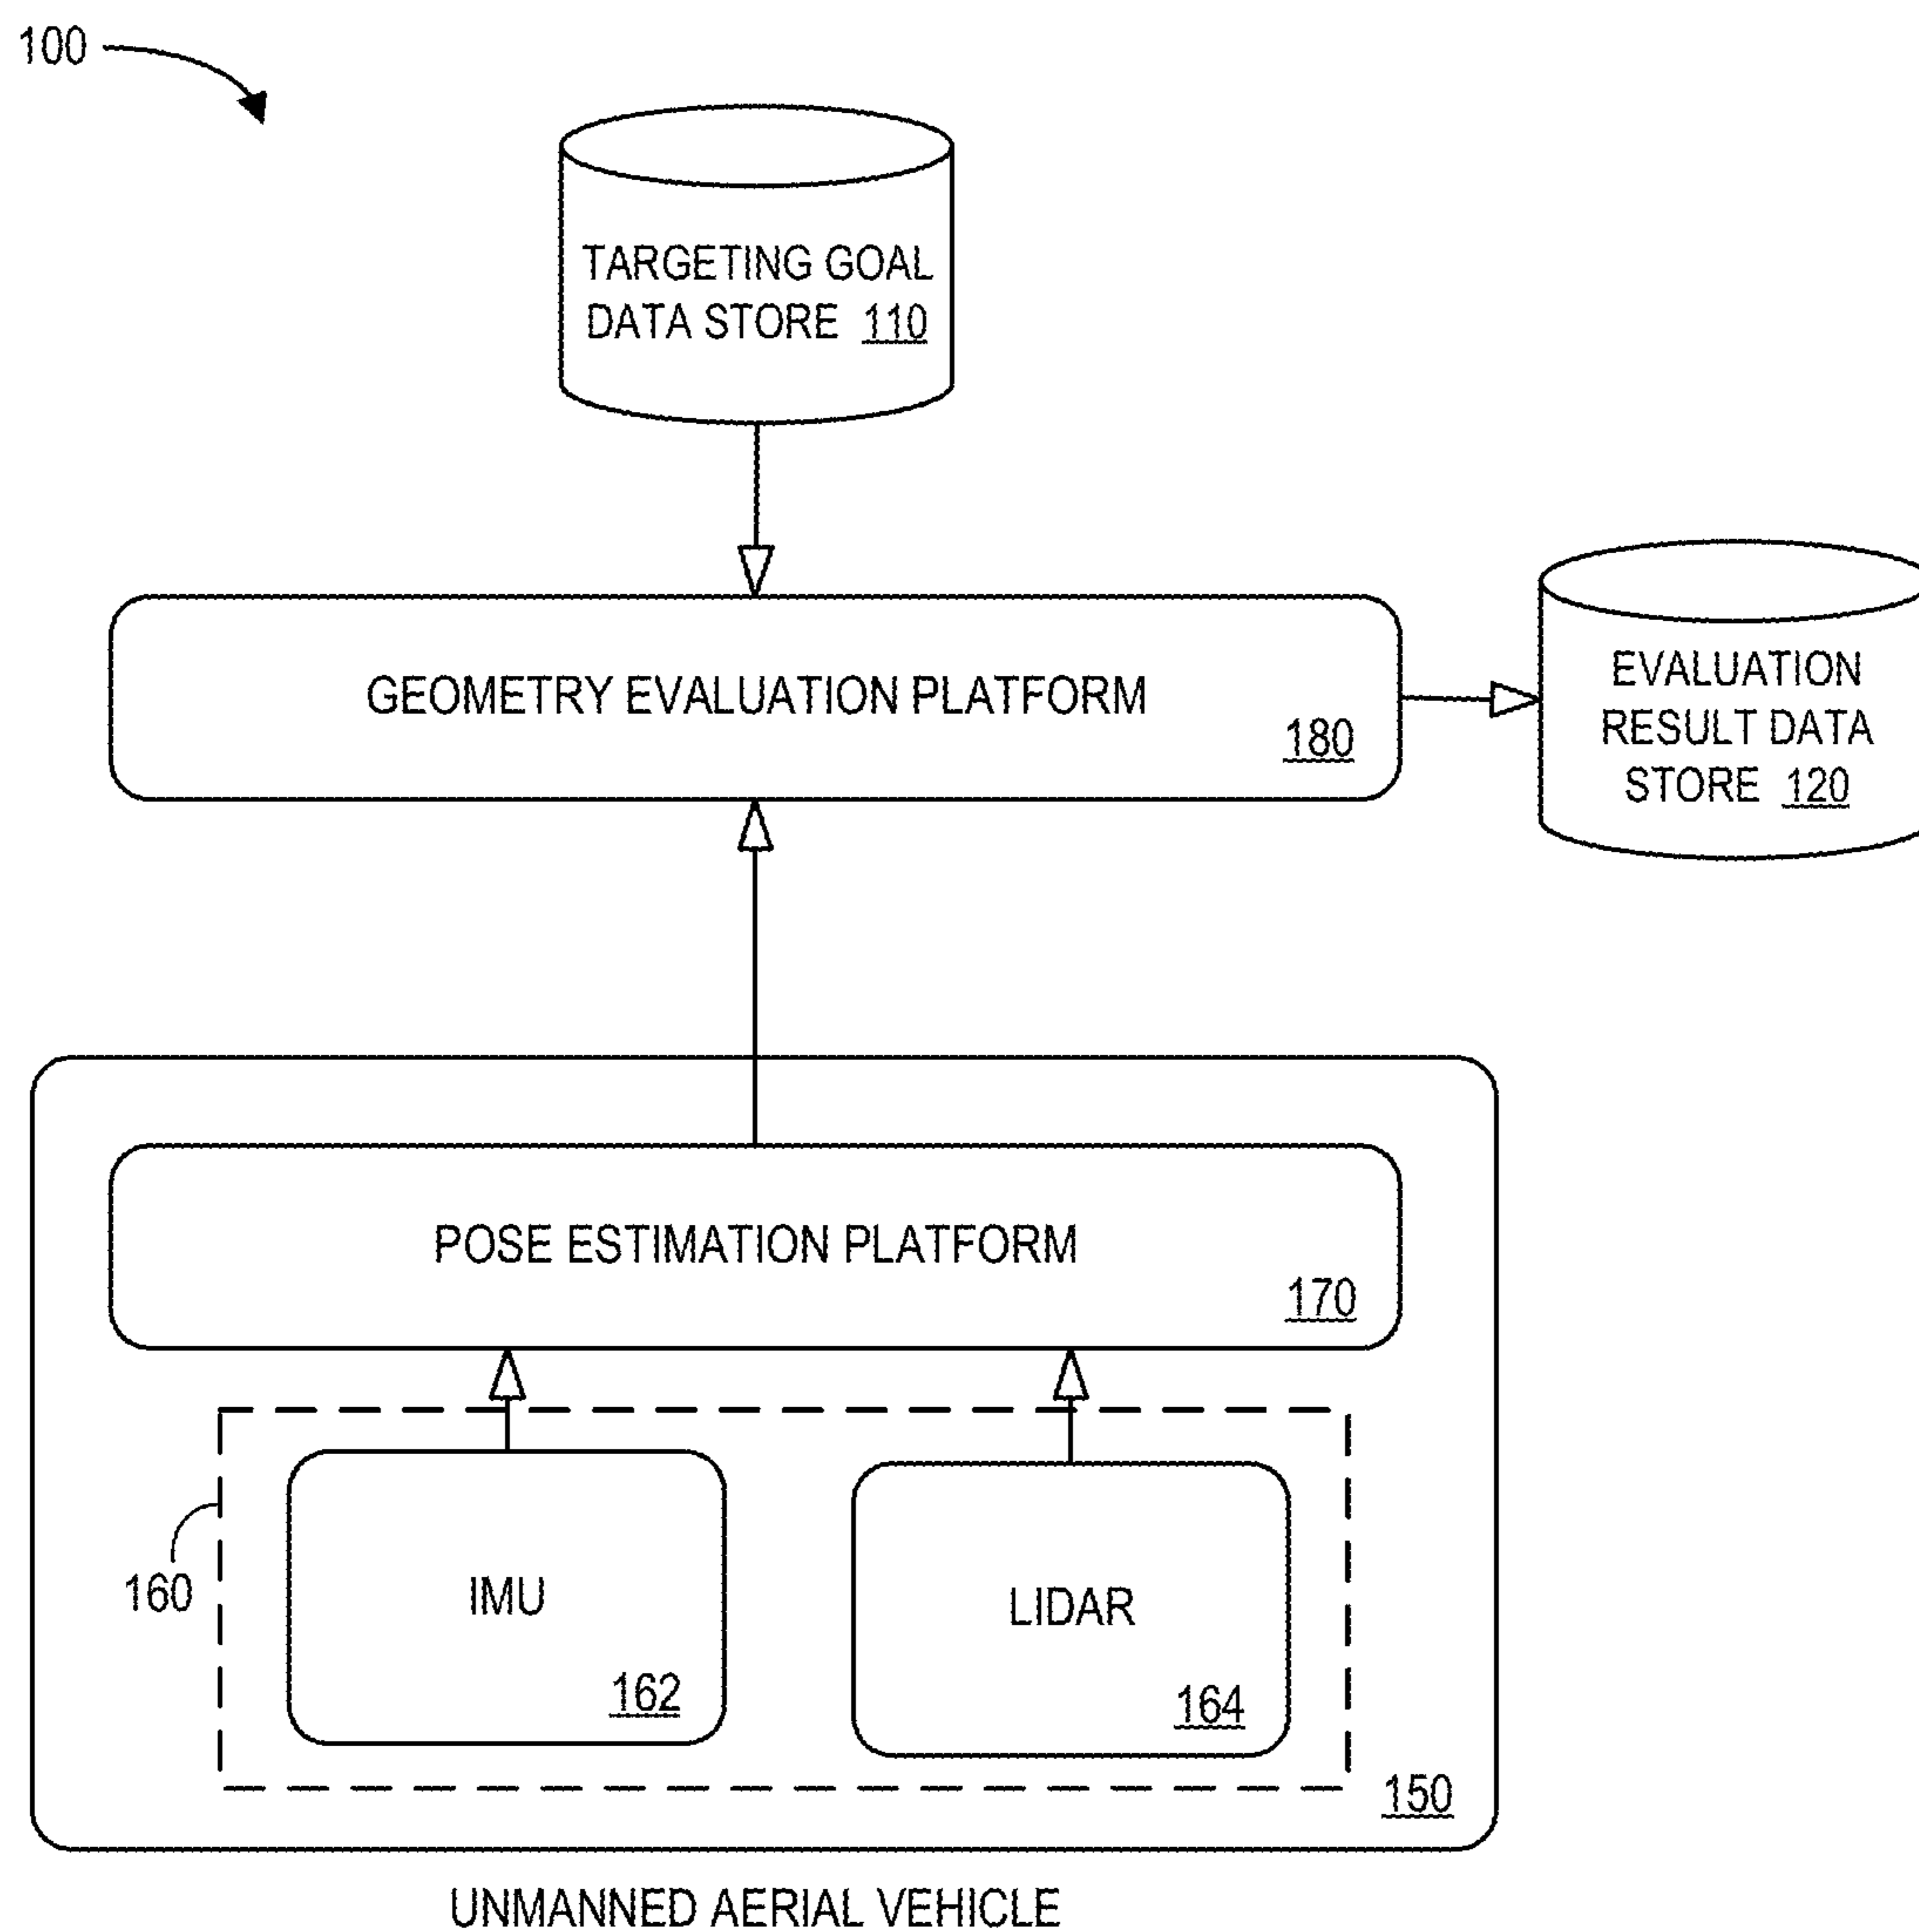 100
TARGETING GOAL
DATA STORE 110
GEOMETRY EVALUATION PLATFORM
180
EVALUATION
RESULT DATA
STORE 120
POSE ESTIMATION PLATFORM
170
160
IMU
162
LIDAR
164
150
UNMANNED AERIAL VEHICLE